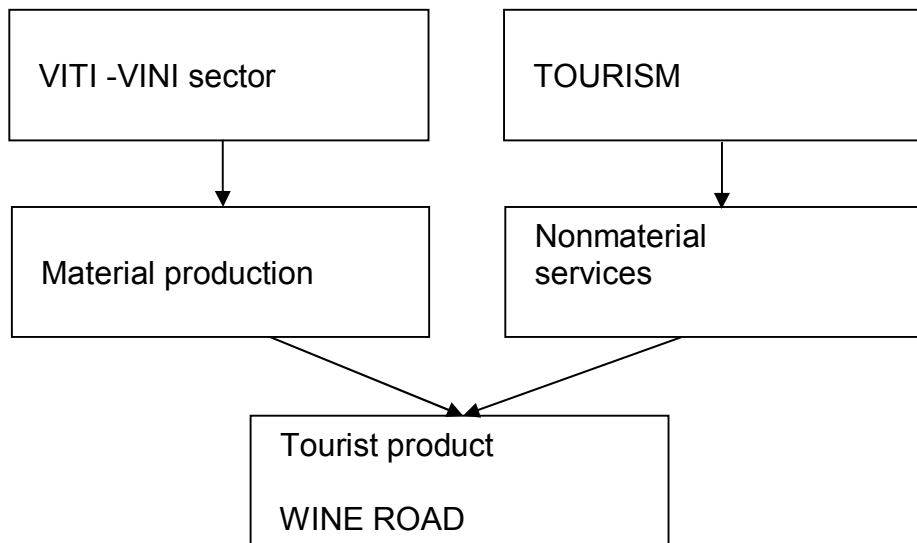 VITI -VINI sector
TOURISM
Material production
Nonmaterial
services
Tourist product
WINE ROAD